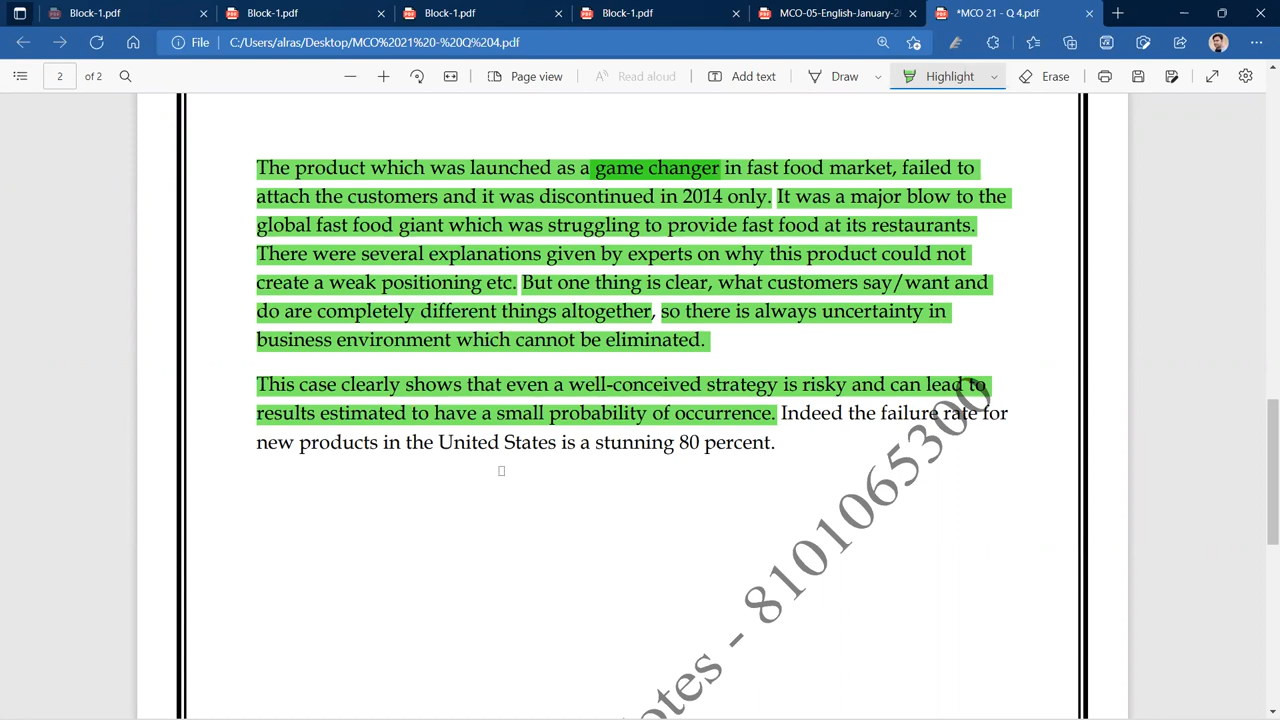 Block-1.pdf
Block-1.pdf
Block-1.pdf
Block-1.pdf
MCO-05-English-January-2
*MCO 21 - Q 4.pdf
File
C:/Users/alras/Desktop/MCO%2021%20-%20Q%204.pdf
2
of 2
Page view
Read aloud
Add text
Draw
Highlight
Erase
The product which was launched as a game changer in fast food market, failed to
attach the customers and it was discontinued in 2014 only. It was a major blow to the
global fast food giant which was struggling to provide fast food at its restaurants.
There were several explanations given by experts on why this product could not
create a weak positioning etc. But one thing is clear, what customers say/want and
do are completely different things altogether, so there is always uncertainty in
business environment which cannot be eliminated.
This case clearly shows that even a well-conceived strategy is risky and can lead to
results estimated to have a small probability of occurrence. Indeed the failure rate for
new products in the United States is a stunning 80 percent.
otes - 8101065300